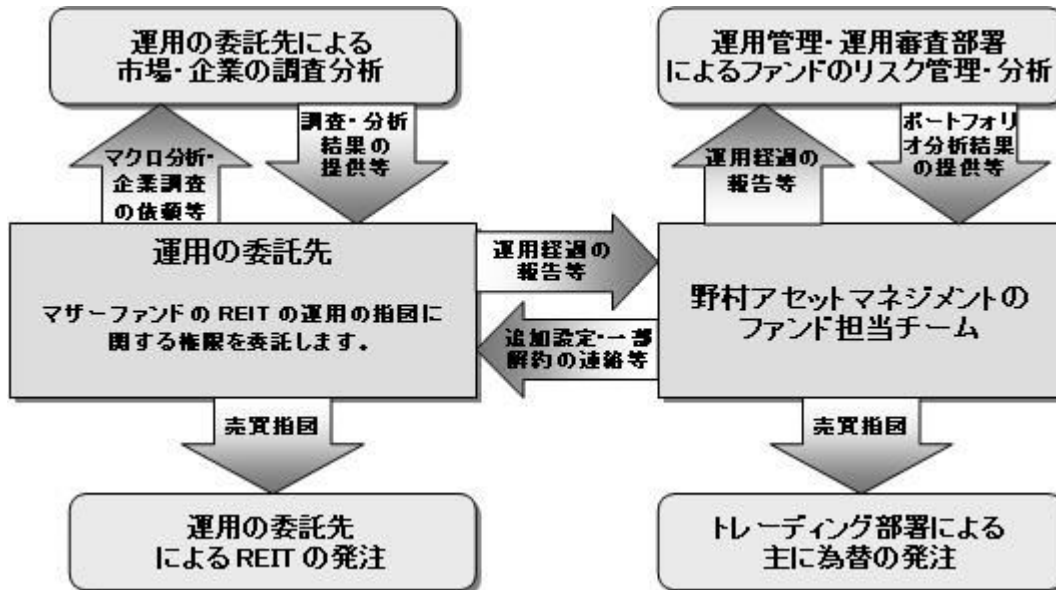 運用の委託先による
市場・企業の調査分析
運用管理・運用審査部署
によるファンドのリスク管理・分析
マクロ分析・
企業調査
の依頼等
調査・分析
結果の
提供等
運用経過の
報告等
ポートフォリ
オ分析結果
の提供等
運用の委託先
マザーファンドのREITの運用の指図に
関する権限を委託します。
運用経過の
報告等
追加設定・一部
解約の連絡等
野村アセットマネジメントの
ファンド担当チーム
売買指図
売買指図
運用の委託先
によるREITの発注
トレーディング部署による
主に為替の発注